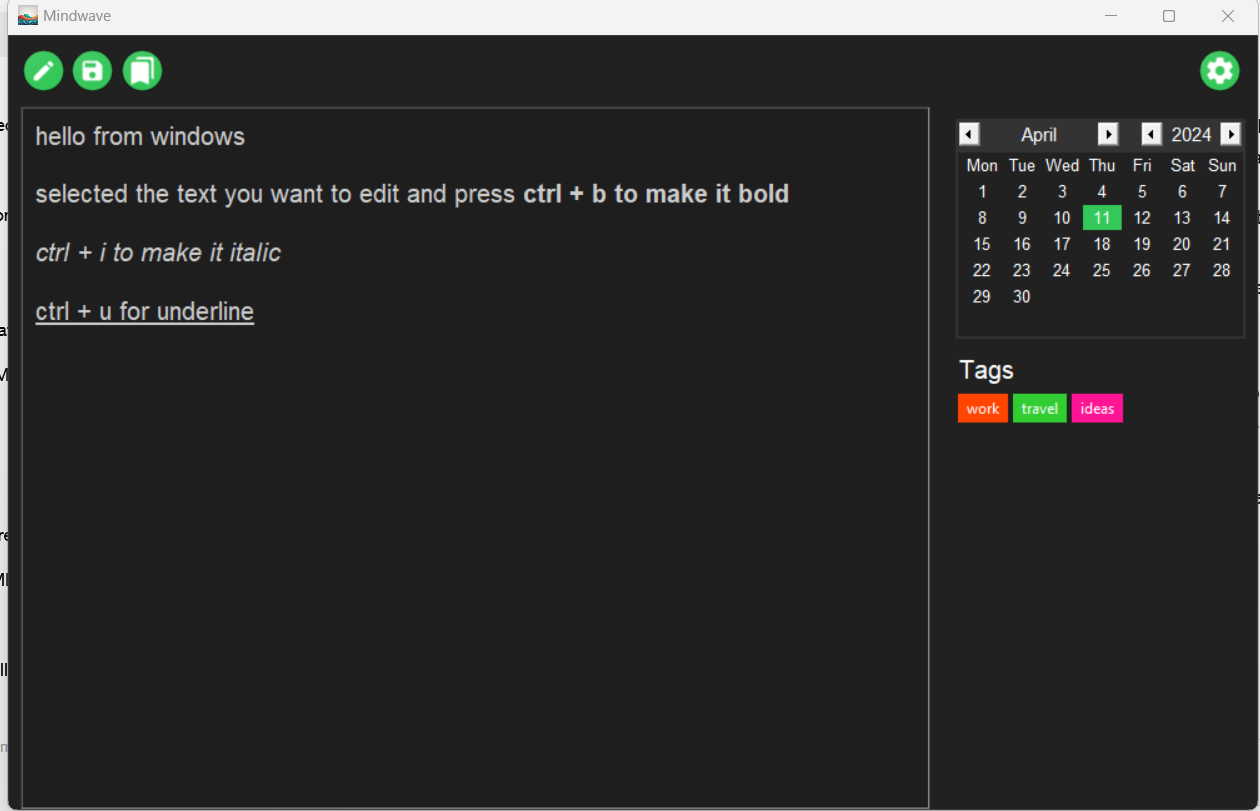 Mindwave
hello from windows
selected the text you want to edit and press ctrl + b to make it bold
ctrl + i to make it italic
ctrl + u for underline
April 2024
Mon Tue Wed Thu Fri Sat Sun
1 2 3 4 5 6 7
8 9 10 11 12 13 14
15 16 17 18 19 20 21
22 23 24 25 26 27 28
29 30
Tags
work travel ideas